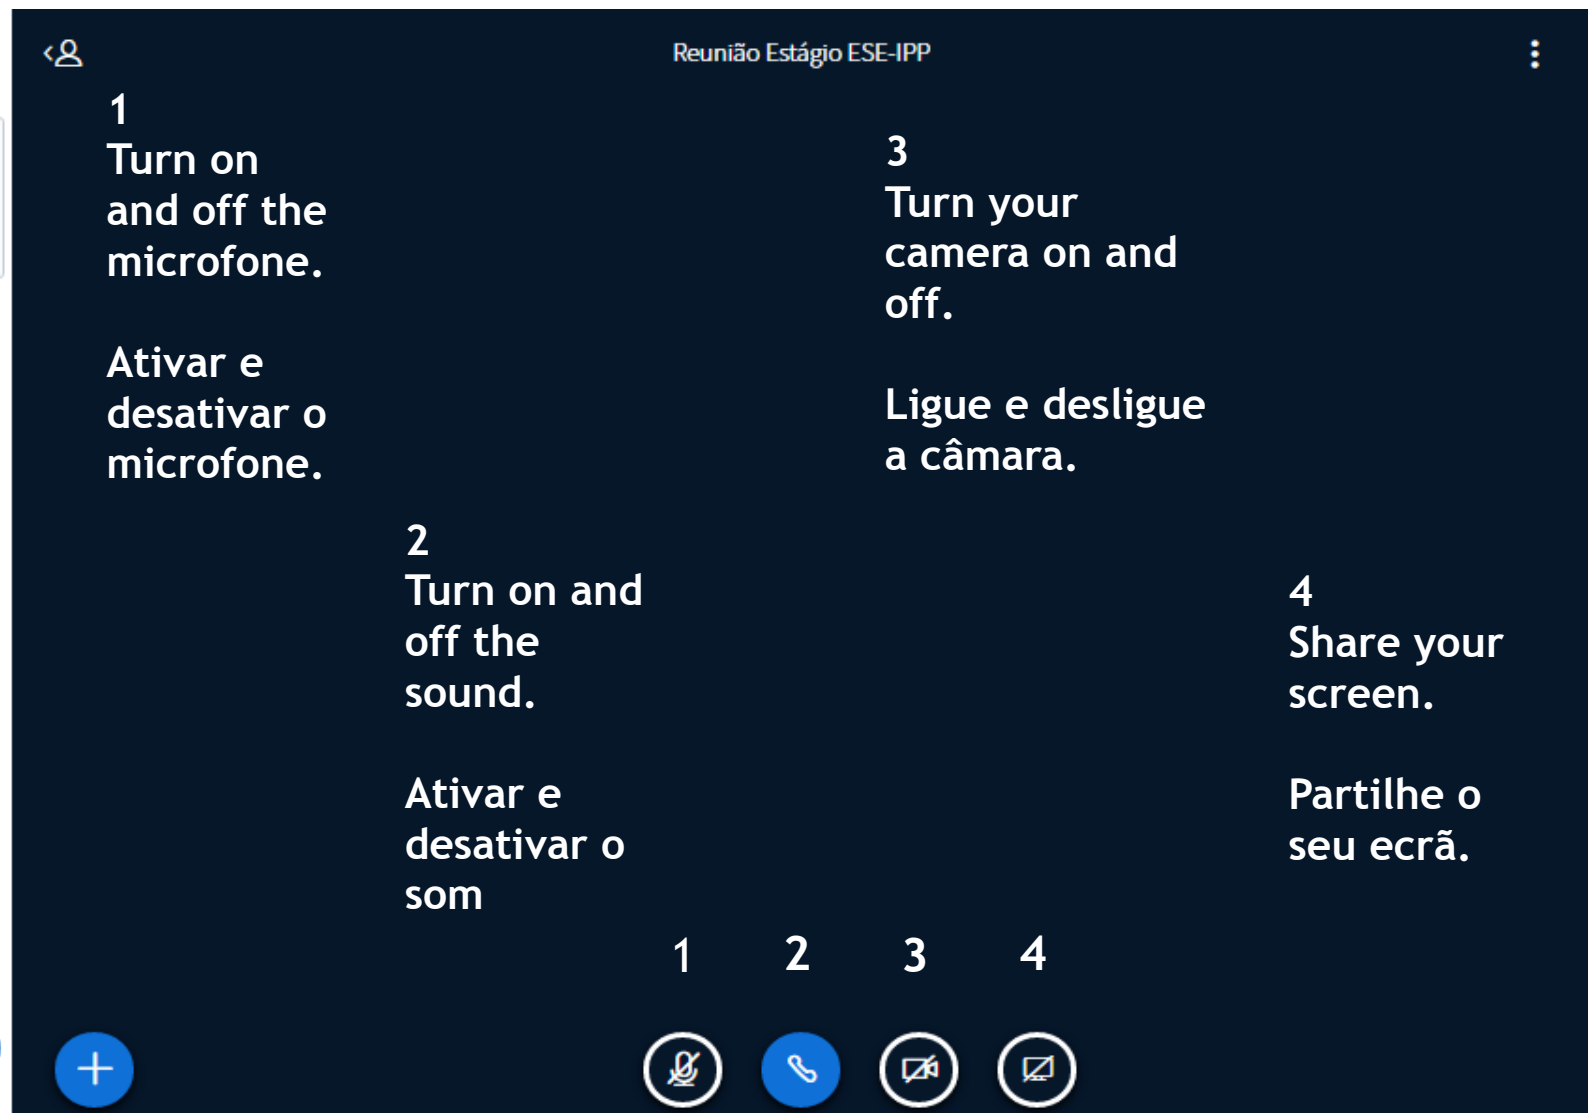 Reunião Estágio ESE-IPP
1
Turn on
and off the
microfone.
Ativar e
desativar o
microfone.
2
Turn on and
off the
sound.
Ativar e
desativar o
som
3
Turn your
camera on and
off.
Ligue e desligue
a câmara.
4
Share your
screen.
Partilhe o
seu ecrã.
1 2 3 4